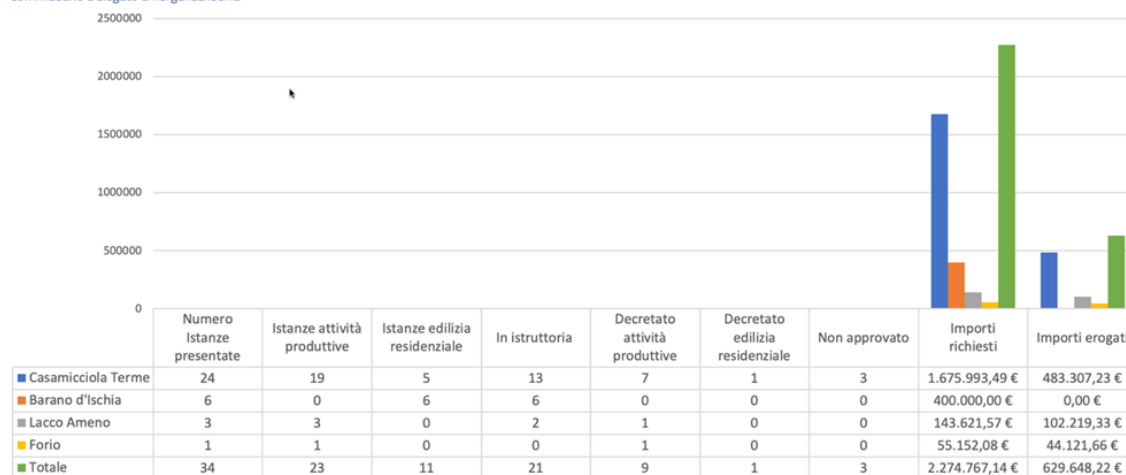 2500000
2000000
1500000
1000000
500000
0
Numero Istanze presentate Istanze attività produttive Istanze edilizia residenziale In istruttoria Decretato attività produttive Decretato edilizia residenziale Non approvato Importi richiesti Importi erogati
Casamicciola Terme 24 19 5 13 7 1 3 1.675.993,49 € 483.307,23 €
Barano d'Ischia 6 0 6 6 0 0 0 400.000,00 € 0,00 €
Lacco Ameno 3 3 0 2 1 0 0 143.621,57 € 102.219,33 €
Forio 1 1 0 0 1 0 0 55.152,08 € 44.121,66 €
Totale 34 23 11 21 9 1 3 2.274.767,14 € 629.648,22 €